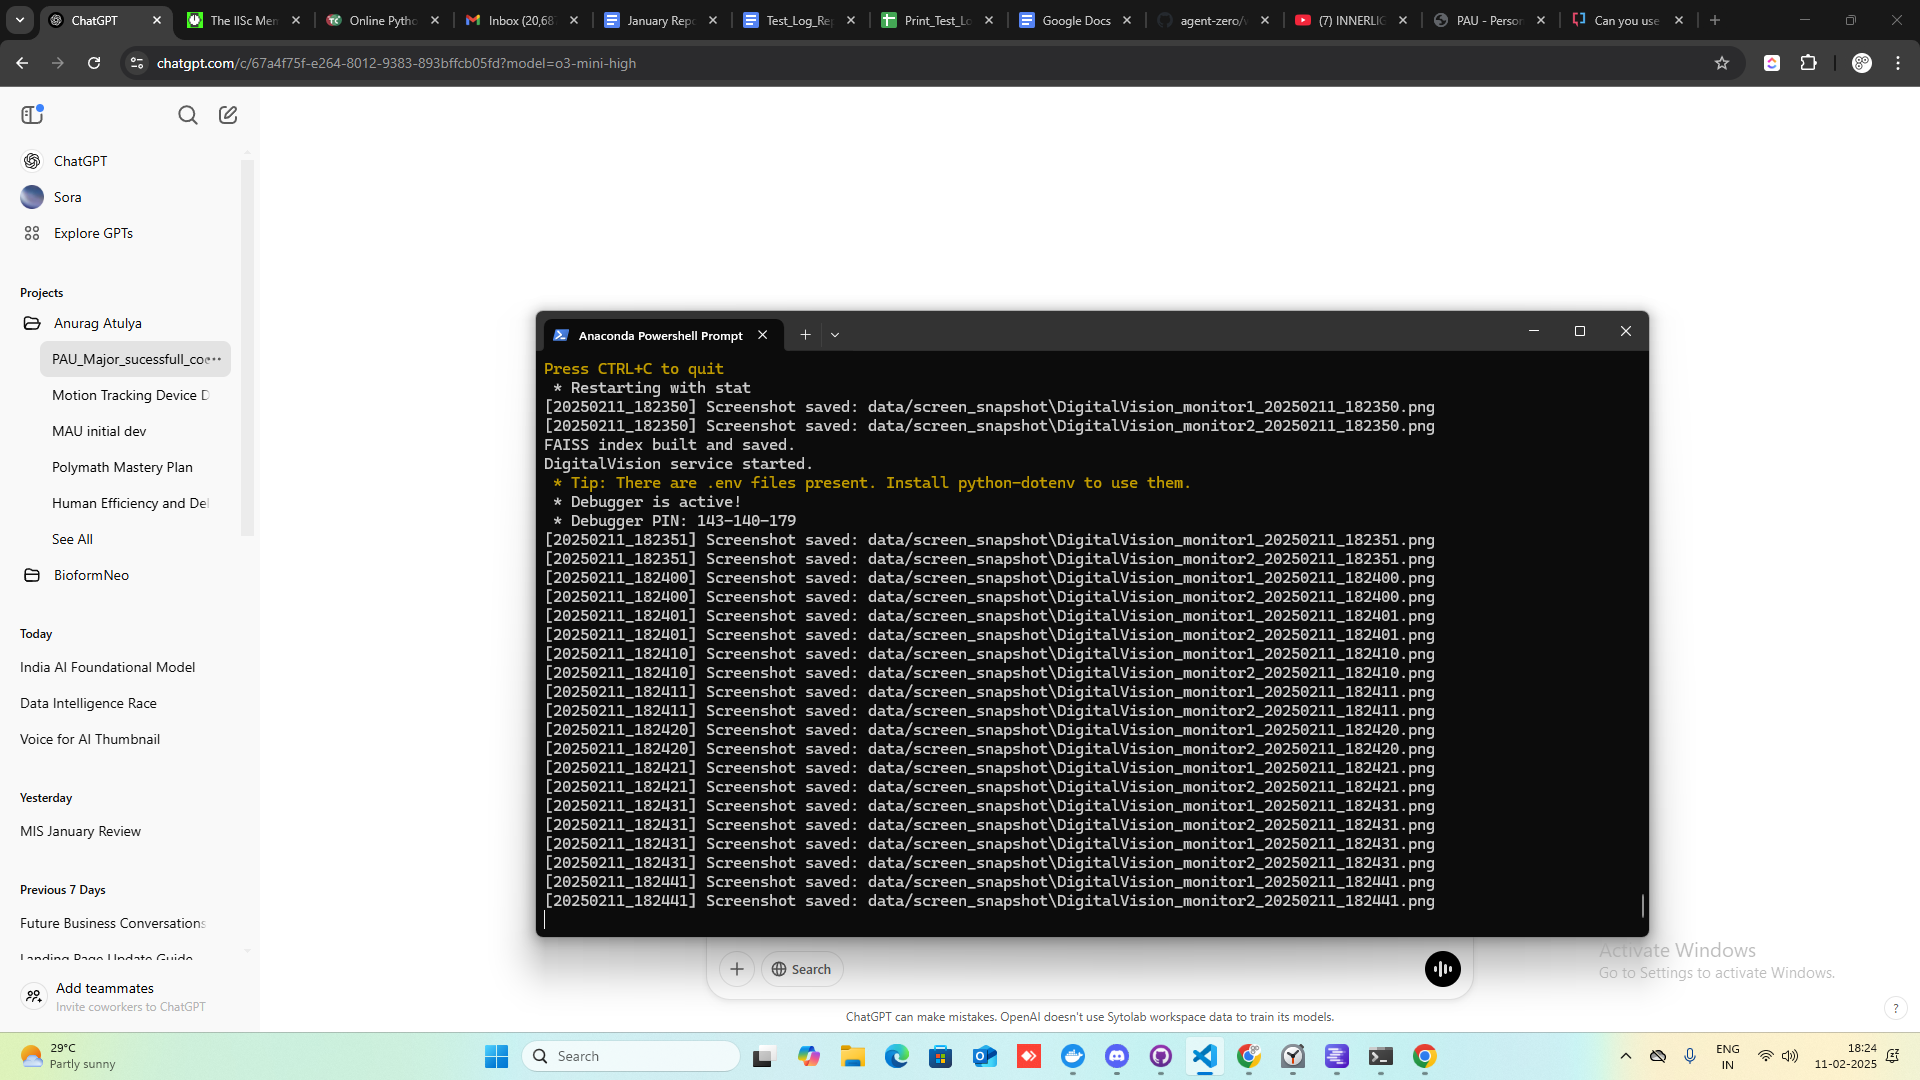 ChatGPT
The IISc Men
Online Pytho
Inbox (20,687
January Repo
Test_Log_Rep
Print_Test_Lo
Google Docs
agent-zero/w
(7) INNERLIG
PAU - Person
Can you use
chatgpt.com/c/67a4f75f-e264-8012-9383-893bffcb05fd?model=o3-mini-high
ChatGPT
Sora
Explore GPTs
Projects
Anurag Atulya
PAU_Major_sucessfull_co
Motion Tracking Device D
MAU initial dev
Polymath Mastery Plan
Human Efficiency and Del
See All
BioformNeo
Today
India AI Foundational Model
Data Intelligence Race
Voice for AI Thumbnail
Yesterday
MIS January Review
Previous 7 Days
Future Business Conversations
Landing Page Update Guide
Add teammates
Invite coworkers to ChatGPT
Anaconda Powershell Prompt
Press CTRL+C to quit
* Restarting with stat
[20250211_182350] Screenshot saved: data/screen_snapshot\DigitalVision_monitor1_20250211_182350.png
[20250211_182350] Screenshot saved: data/screen_snapshot\DigitalVision_monitor2_20250211_182350.png
FAISS index built and saved.
DigitalVision service started.
* Tip: There are .env files present. Install python-dotenv to use them.
* Debugger is active!
* Debugger PIN: 143-140-179
[20250211_182351] Screenshot saved: data/screen_snapshot\DigitalVision_monitor1_20250211_182351.png
[20250211_182351] Screenshot saved: data/screen_snapshot\DigitalVision_monitor2_20250211_182351.png
[20250211_182400] Screenshot saved: data/screen_snapshot\DigitalVision_monitor1_20250211_182400.png
[20250211_182400] Screenshot saved: data/screen_snapshot\DigitalVision_monitor2_20250211_182400.png
[20250211_182401] Screenshot saved: data/screen_snapshot\DigitalVision_monitor1_20250211_182401.png
[20250211_182401] Screenshot saved: data/screen_snapshot\DigitalVision_monitor2_20250211_182401.png
[20250211_182410] Screenshot saved: data/screen_snapshot\DigitalVision_monitor1_20250211_182410.png
[20250211_182410] Screenshot saved: data/screen_snapshot\DigitalVision_monitor2_20250211_182410.png
[20250211_182411] Screenshot saved: data/screen_snapshot\DigitalVision_monitor1_20250211_182411.png
[20250211_182411] Screenshot saved: data/screen_snapshot\DigitalVision_monitor2_20250211_182411.png
[20250211_182420] Screenshot saved: data/screen_snapshot\DigitalVision_monitor1_20250211_182420.png
[20250211_182420] Screenshot saved: data/screen_snapshot\DigitalVision_monitor2_20250211_182420.png
[20250211_182421] Screenshot saved: data/screen_snapshot\DigitalVision_monitor1_20250211_182421.png
[20250211_182421] Screenshot saved: data/screen_snapshot\DigitalVision_monitor2_20250211_182421.png
[20250211_182431] Screenshot saved: data/screen_snapshot\DigitalVision_monitor1_20250211_182431.png
[20250211_182431] Screenshot saved: data/screen_snapshot\DigitalVision_monitor2_20250211_182431.png
[20250211_182431] Screenshot saved: data/screen_snapshot\DigitalVision_monitor1_20250211_182431.png
[20250211_182431] Screenshot saved: data/screen_snapshot\DigitalVision_monitor2_20250211_182431.png
[20250211_182441] Screenshot saved: data/screen_snapshot\DigitalVision_monitor1_20250211_182441.png
[20250211_182441] Screenshot saved: data/screen_snapshot\DigitalVision_monitor2_20250211_182441.png
Search
Activate Windows
Go to Settings to activate Windows.
ChatGPT can make mistakes. OpenAI doesn't use Sytolab workspace data to train its models.
?
29°C
Partly sunny
Search
ENG
IN
18:24
11-02-2025